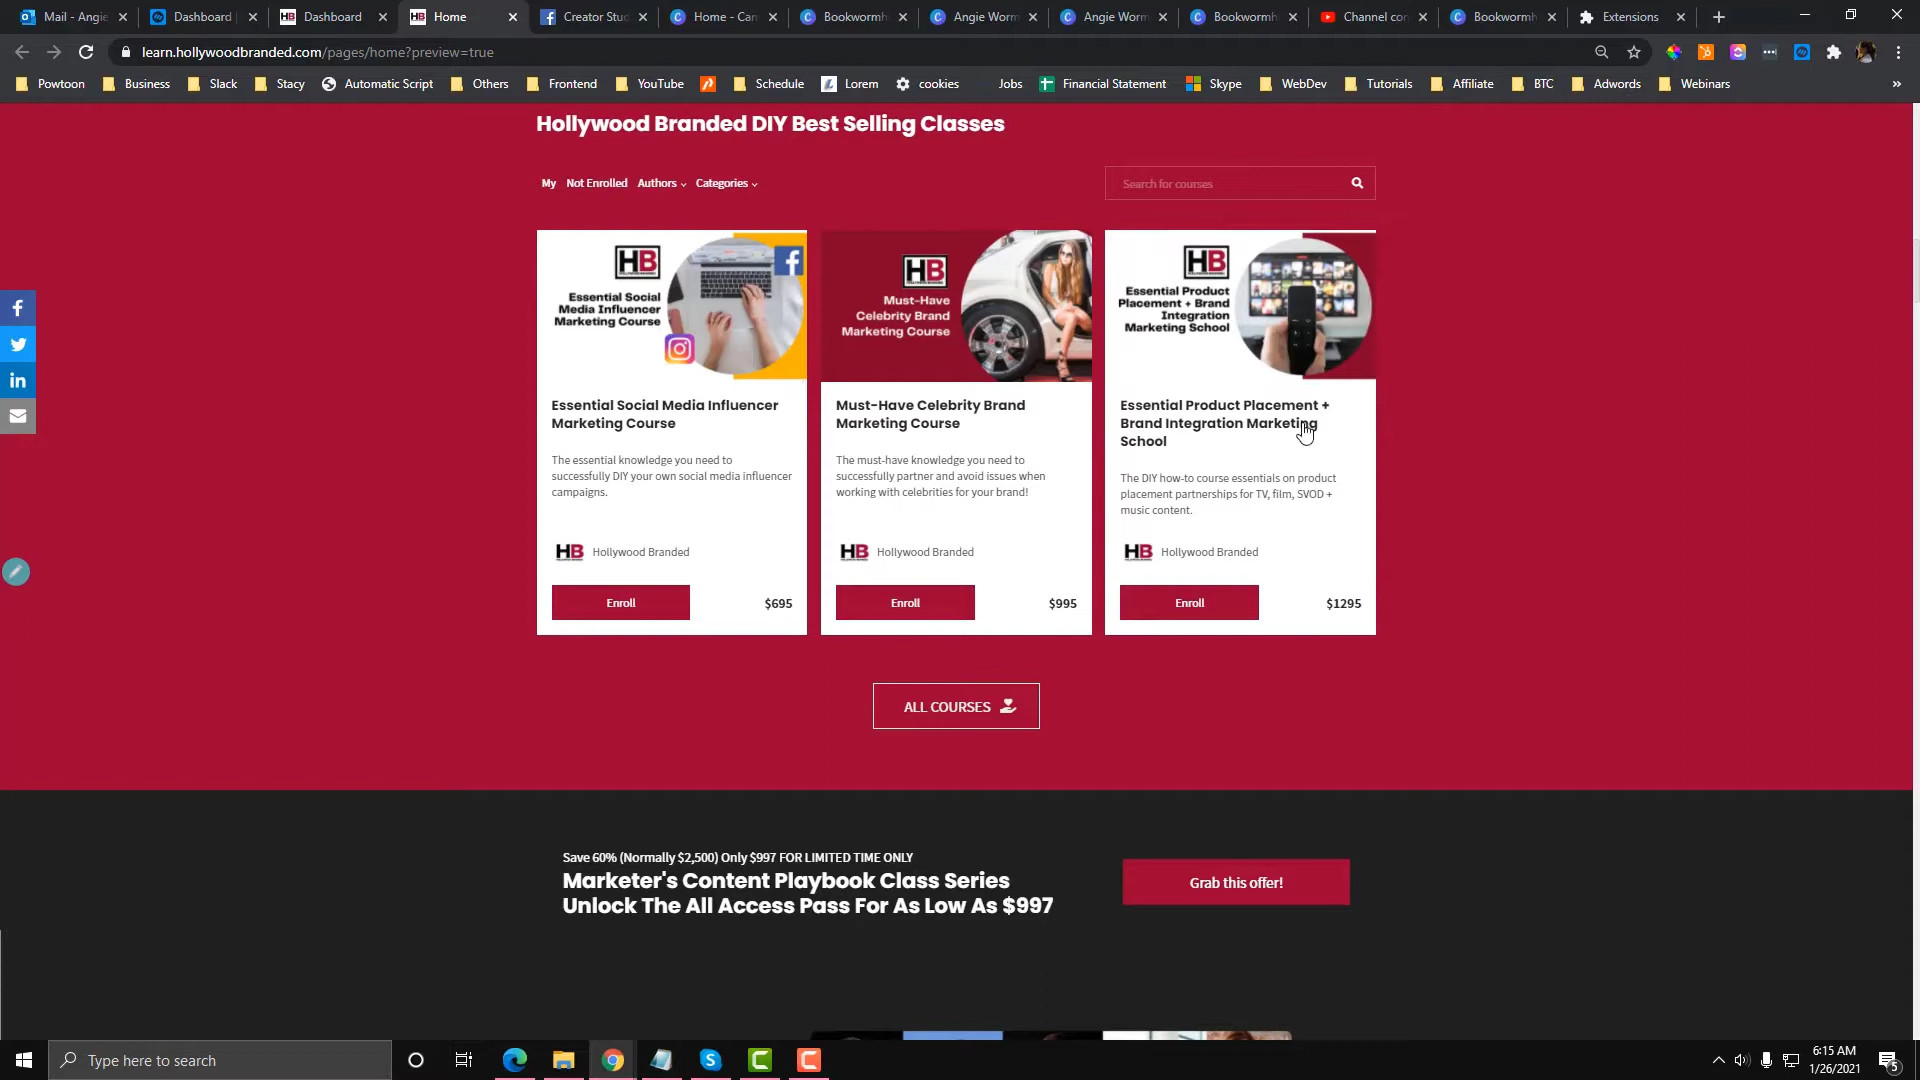 Mail - Angie
Dashboard
Dashboard
Home
Creator Stu
Home - Can
Bookwormh
Angie Worm
Angie Worm
Bookwormh
Channel con
Bookwormh
Extensions
learn.hollywoodbranded.com/pages/home?preview=true
Powtoon
Business
Slack
Stacy
Automatic Script
Others
Frontend
YouTube
Schedule
Lorem
cookies
Jobs
Financial Statement
Skype
WebDev
Tutorials
Affiliate
BTC
Adwords
Webinars
»
Hollywood Branded DIY Best Selling Classes
My Not Enrolled Authors Categories
Search for courses
HB
Essential Social
Media Influencer
Marketing Course
Essential Social Media Influencer
Marketing Course
The essential knowledge you need to
successfully DIY your own social media influencer
campaigns.
HB Hollywood Branded
Enroll $695
HB
Must-Have
Celebrity Brand
Marketing Course
Must-Have Celebrity Brand
Marketing Course
The must-have knowledge you need to
successfully partner and avoid issues when
working with celebrities for your brand!
HB Hollywood Branded
Enroll $995
HB
Essential Product
Placement + Brand
Integration
Marketing School
Essential Product Placement +
Brand Integration Marketing
School
The DIY how-to course essentials on product
placement partnerships for TV, film, SVOD +
music content.
HB Hollywood Branded
Enroll $1295
ALL COURSES
Save 60% (Normally $2,500) Only $997 FOR LIMITED TIME ONLY
Marketer's Content Playbook Class Series
Unlock The All Access Pass For As Low As $997
Grab this offer!
Type here to search
6:15 AM
1/26/2021
5